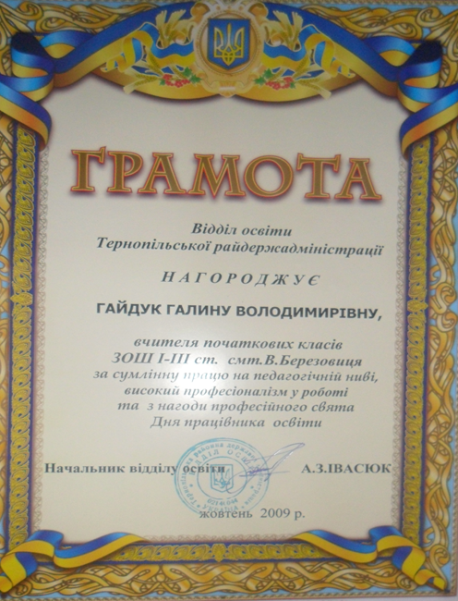 ГРАМОТА
Відділ освіти
Тернопільської райдержадміністрації
НАГОРОДЖУЄ
ГАЙДУК ГАЛИНУ ВОЛОДИМИРІВНУ,
вчителя початкових класів
ЗОШ І-ІІІ ст. смт.В.Березовиця
за сумлінну працю на педагогічній ниві,
високий професіоналізм у роботі
та з нагоди професійного свята
Дня працівника освіти
Начальник відділу освіти А.З.ІВАСЮК
жовтень 2009 р.